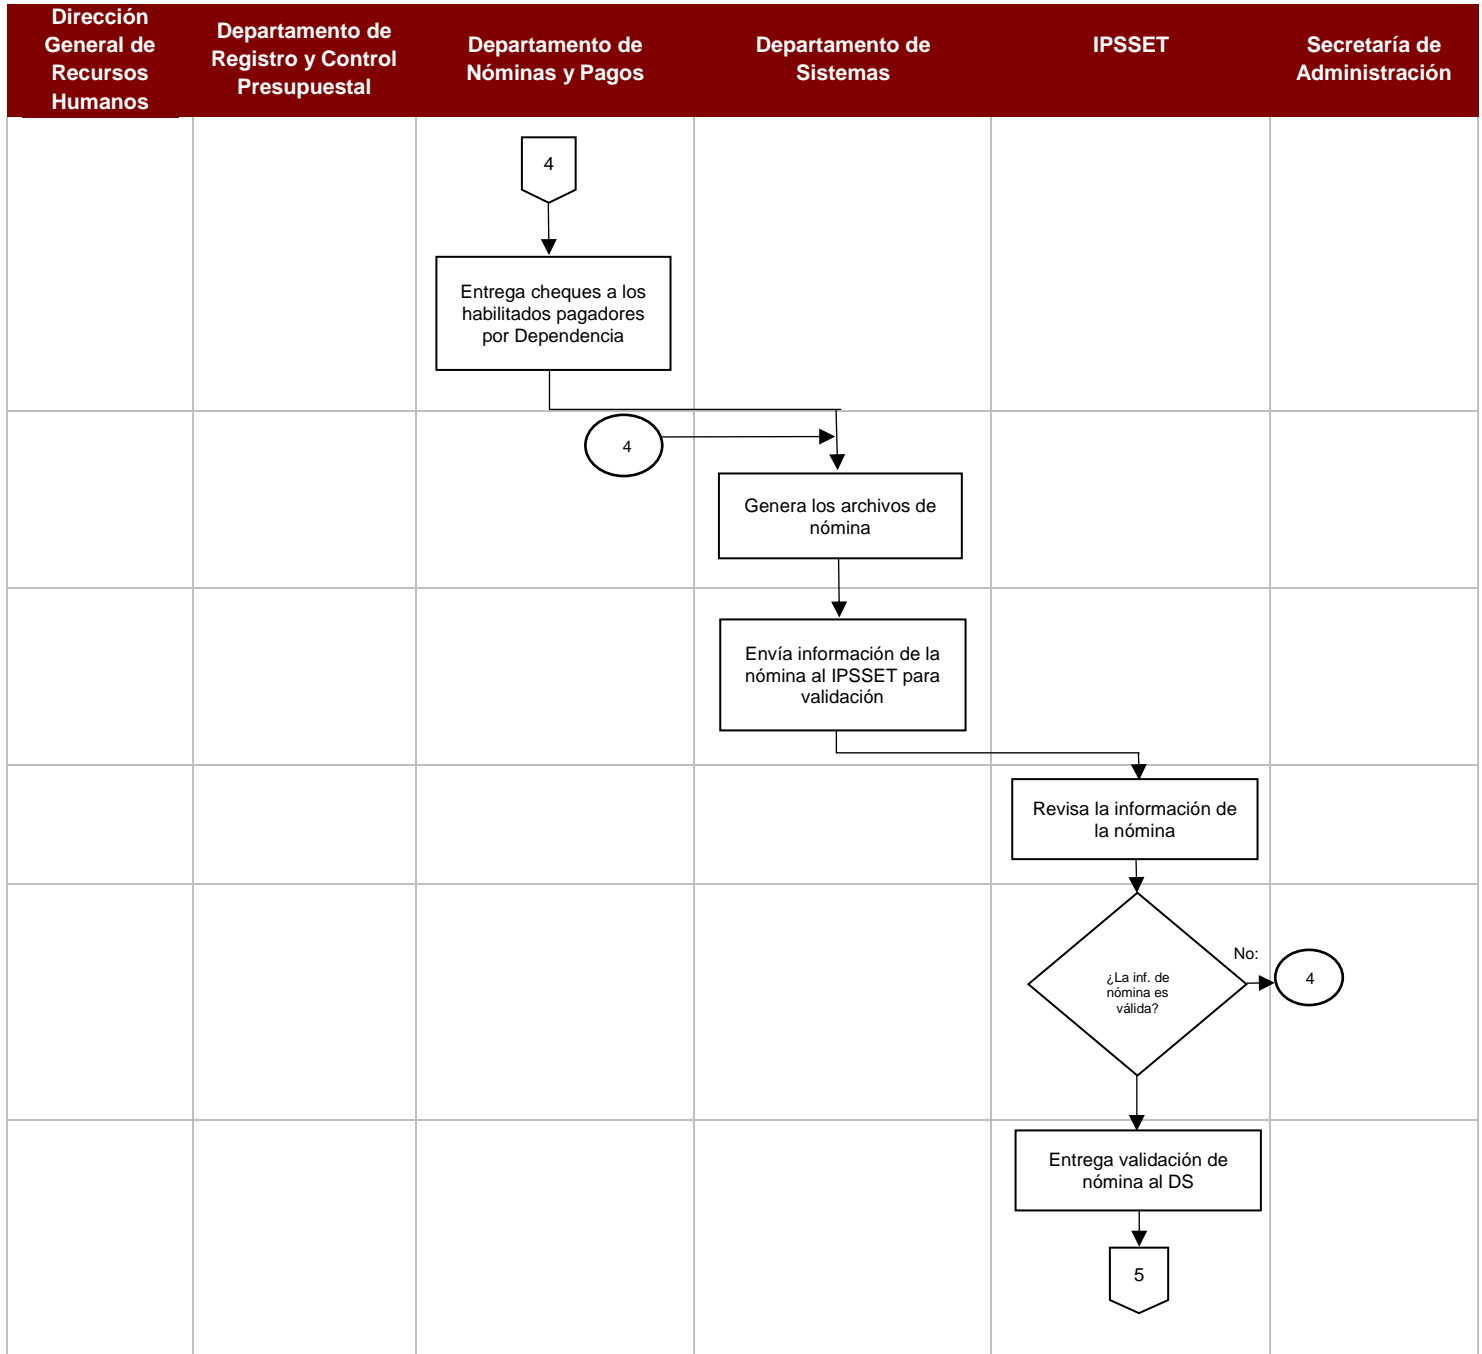 Dirección
General de
Recursos
Humanos
Departamento de
Registro y Control
Presupuestal
Departamento de
Nóminas y Pagos
Departamento de
Sistemas
IPSSET
Secretaría de
Administración
4
Entrega cheques a los
habilitados pagadores
por Dependencia
4
Genera los archivos de
nómina
Envía información de la
nómina al IPSSET para
validación
Revisa la información de
la nómina
¿La inf. de
nómina es
válida?
No:
4
Entrega validación de
nómina al DS
5